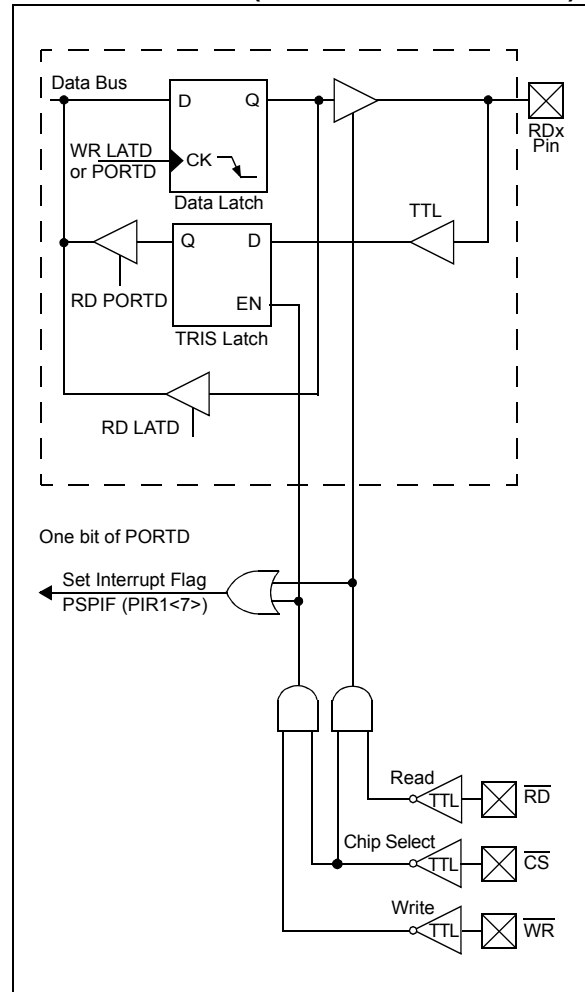 Data Bus
D Q
RDx
Pin
WR LATD
or PORTD
CK
Data Latch
TTL
Q D
RD PORTD
EN
TRIS Latch
RD LATD
One bit of PORTD
Set Interrupt Flag
PSPIF (PIR1<7>)
Read
TTL
RD
Chip Select
TTL
CS
Write
TTL
WR